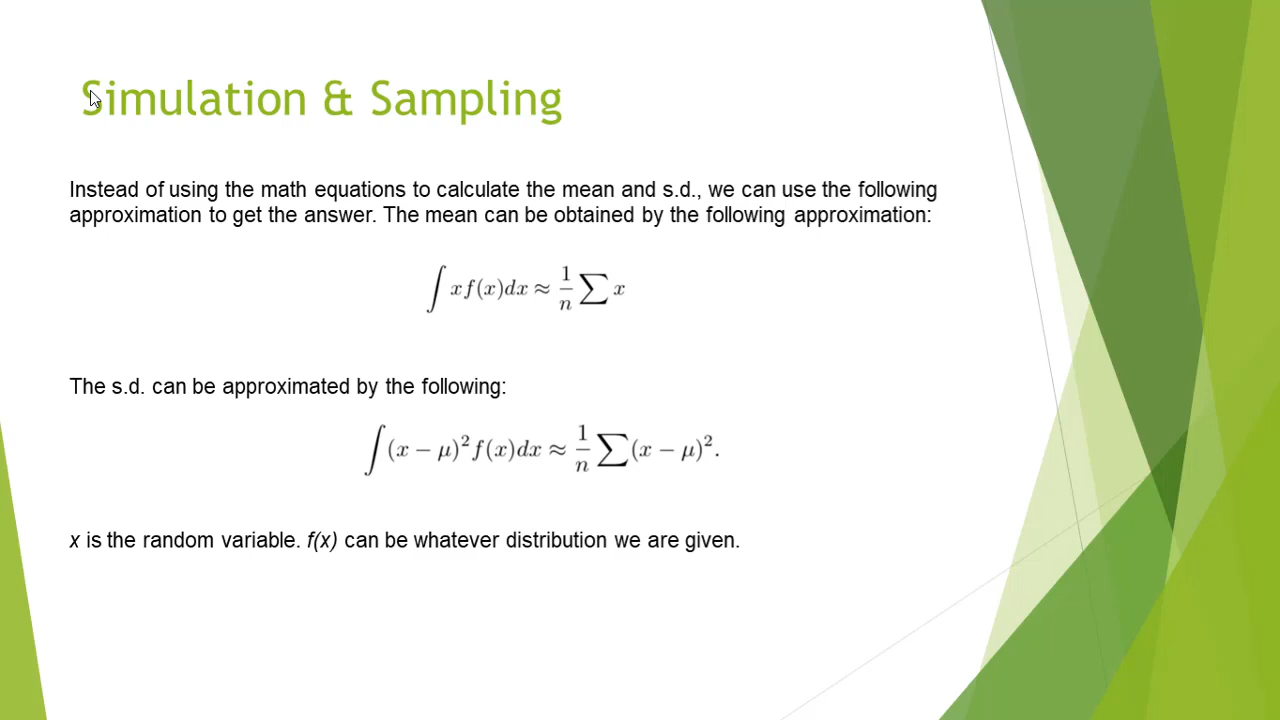 Simulation & Sampling
Instead of using the math equations to calculate the mean and s.d., we can use the following
approximation to get the answer. The mean can be obtained by the following approximation:
∫ xf(x)dx ≈ 1/n ∑ x
The s.d. can be approximated by the following:
∫ (x − μ)² f(x)dx ≈ 1/n ∑ (x − μ)².
x is the random variable. f(x) can be whatever distribution we are given.